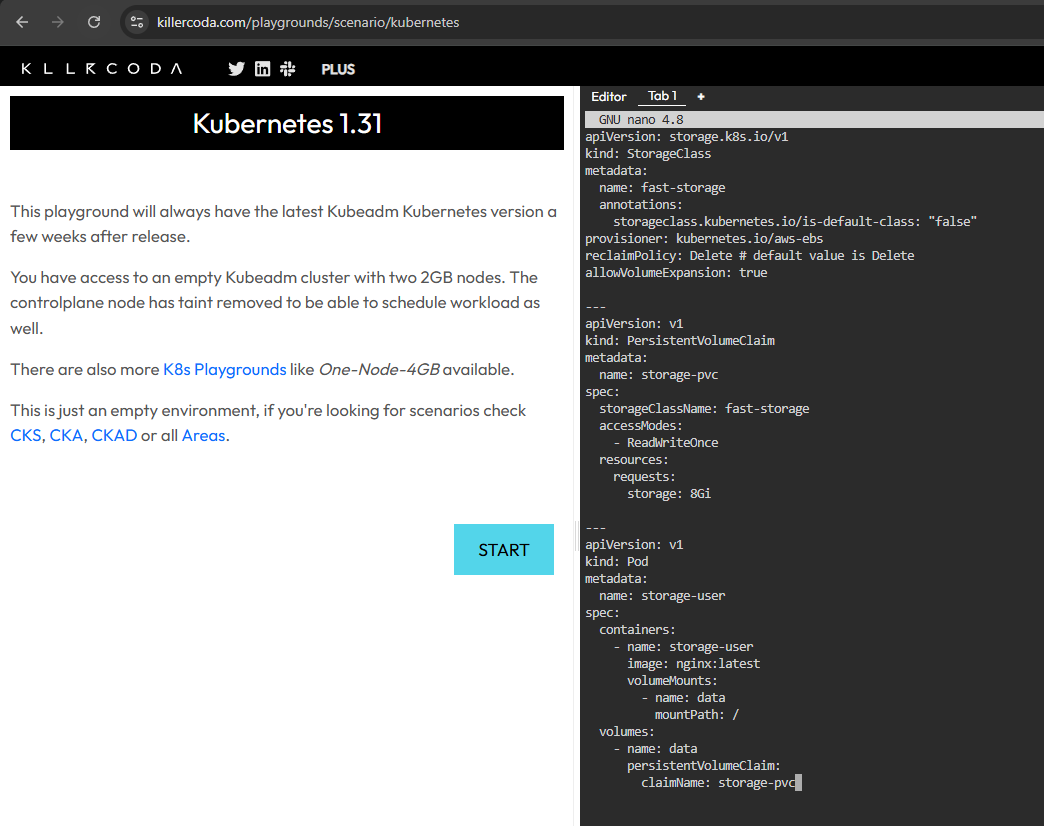 killercoda.com/playgrounds/scenario/kubernetes
KLLRCODA
PLUS
Kubernetes 1.31
This playground will always have the latest Kubeadm Kubernetes version a
few weeks after release.
You have access to an empty Kubeadm cluster with two 2GB nodes. The
controlplane node has taint removed to be able to schedule workload as
well.
There are also more K8s Playgrounds like One-Node-4GB available.
This is just an empty environment, if you're looking for scenarios check
CKS, CKA, CKAD or all Areas.
START
Editor Tab 1 +
GNU nano 4.8
apiVersion: storage.k8s.io/v1
kind: StorageClass
metadata:
  name: fast-storage
  annotations:
    storageclass.kubernetes.io/is-default-class: "false"
provisioner: kubernetes.io/aws-ebs
reclaimPolicy: Delete # default value is Delete
allowVolumeExpansion: true
---
apiVersion: v1
kind: PersistentVolumeClaim
metadata:
  name: storage-pvc
spec:
  storageClassName: fast-storage
  accessModes:
    - ReadWriteOnce
  resources:
    requests:
      storage: 8Gi
---
apiVersion: v1
kind: Pod
metadata:
  name: storage-user
spec:
  containers:
    - name: storage-user
      image: nginx:latest
      volumeMounts:
        - name: data
          mountPath: /
  volumes:
    - name: data
      persistentVolumeClaim:
        claimName: storage-pvc